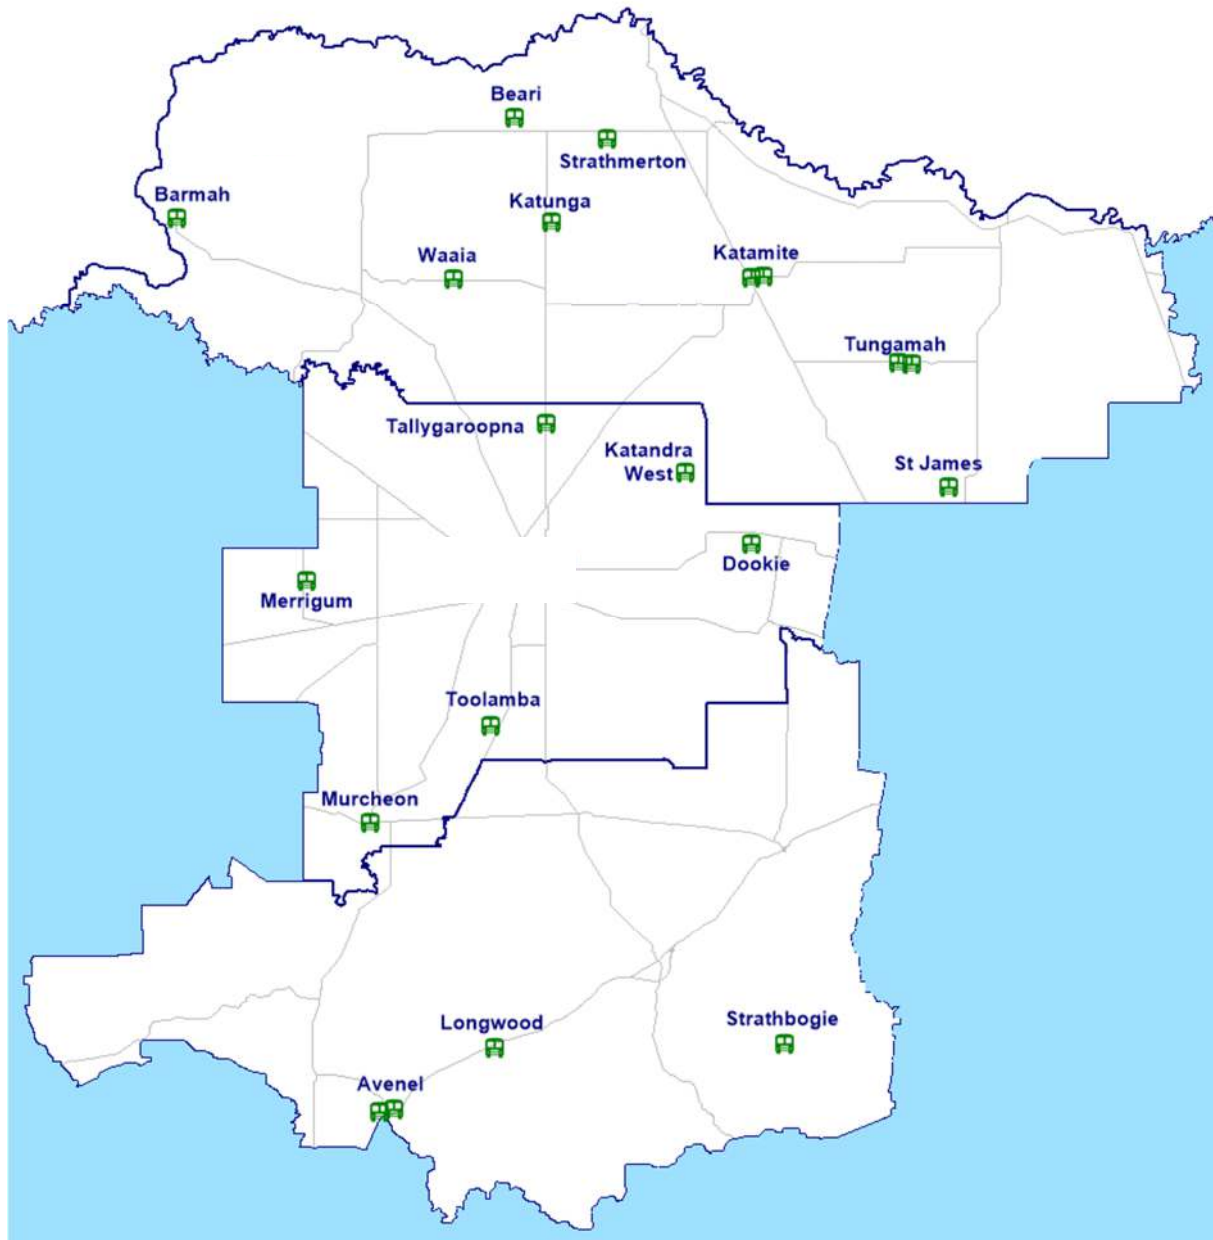 Beari
Strathmerton
Barmah
Katunga
Waaia
Katamite
Tungamah
Tallygaroopna
Katandra
West
St James
Dookie
Merrigum
Toolamba
Murcheon
Longwood
Strathbogie
Avenel